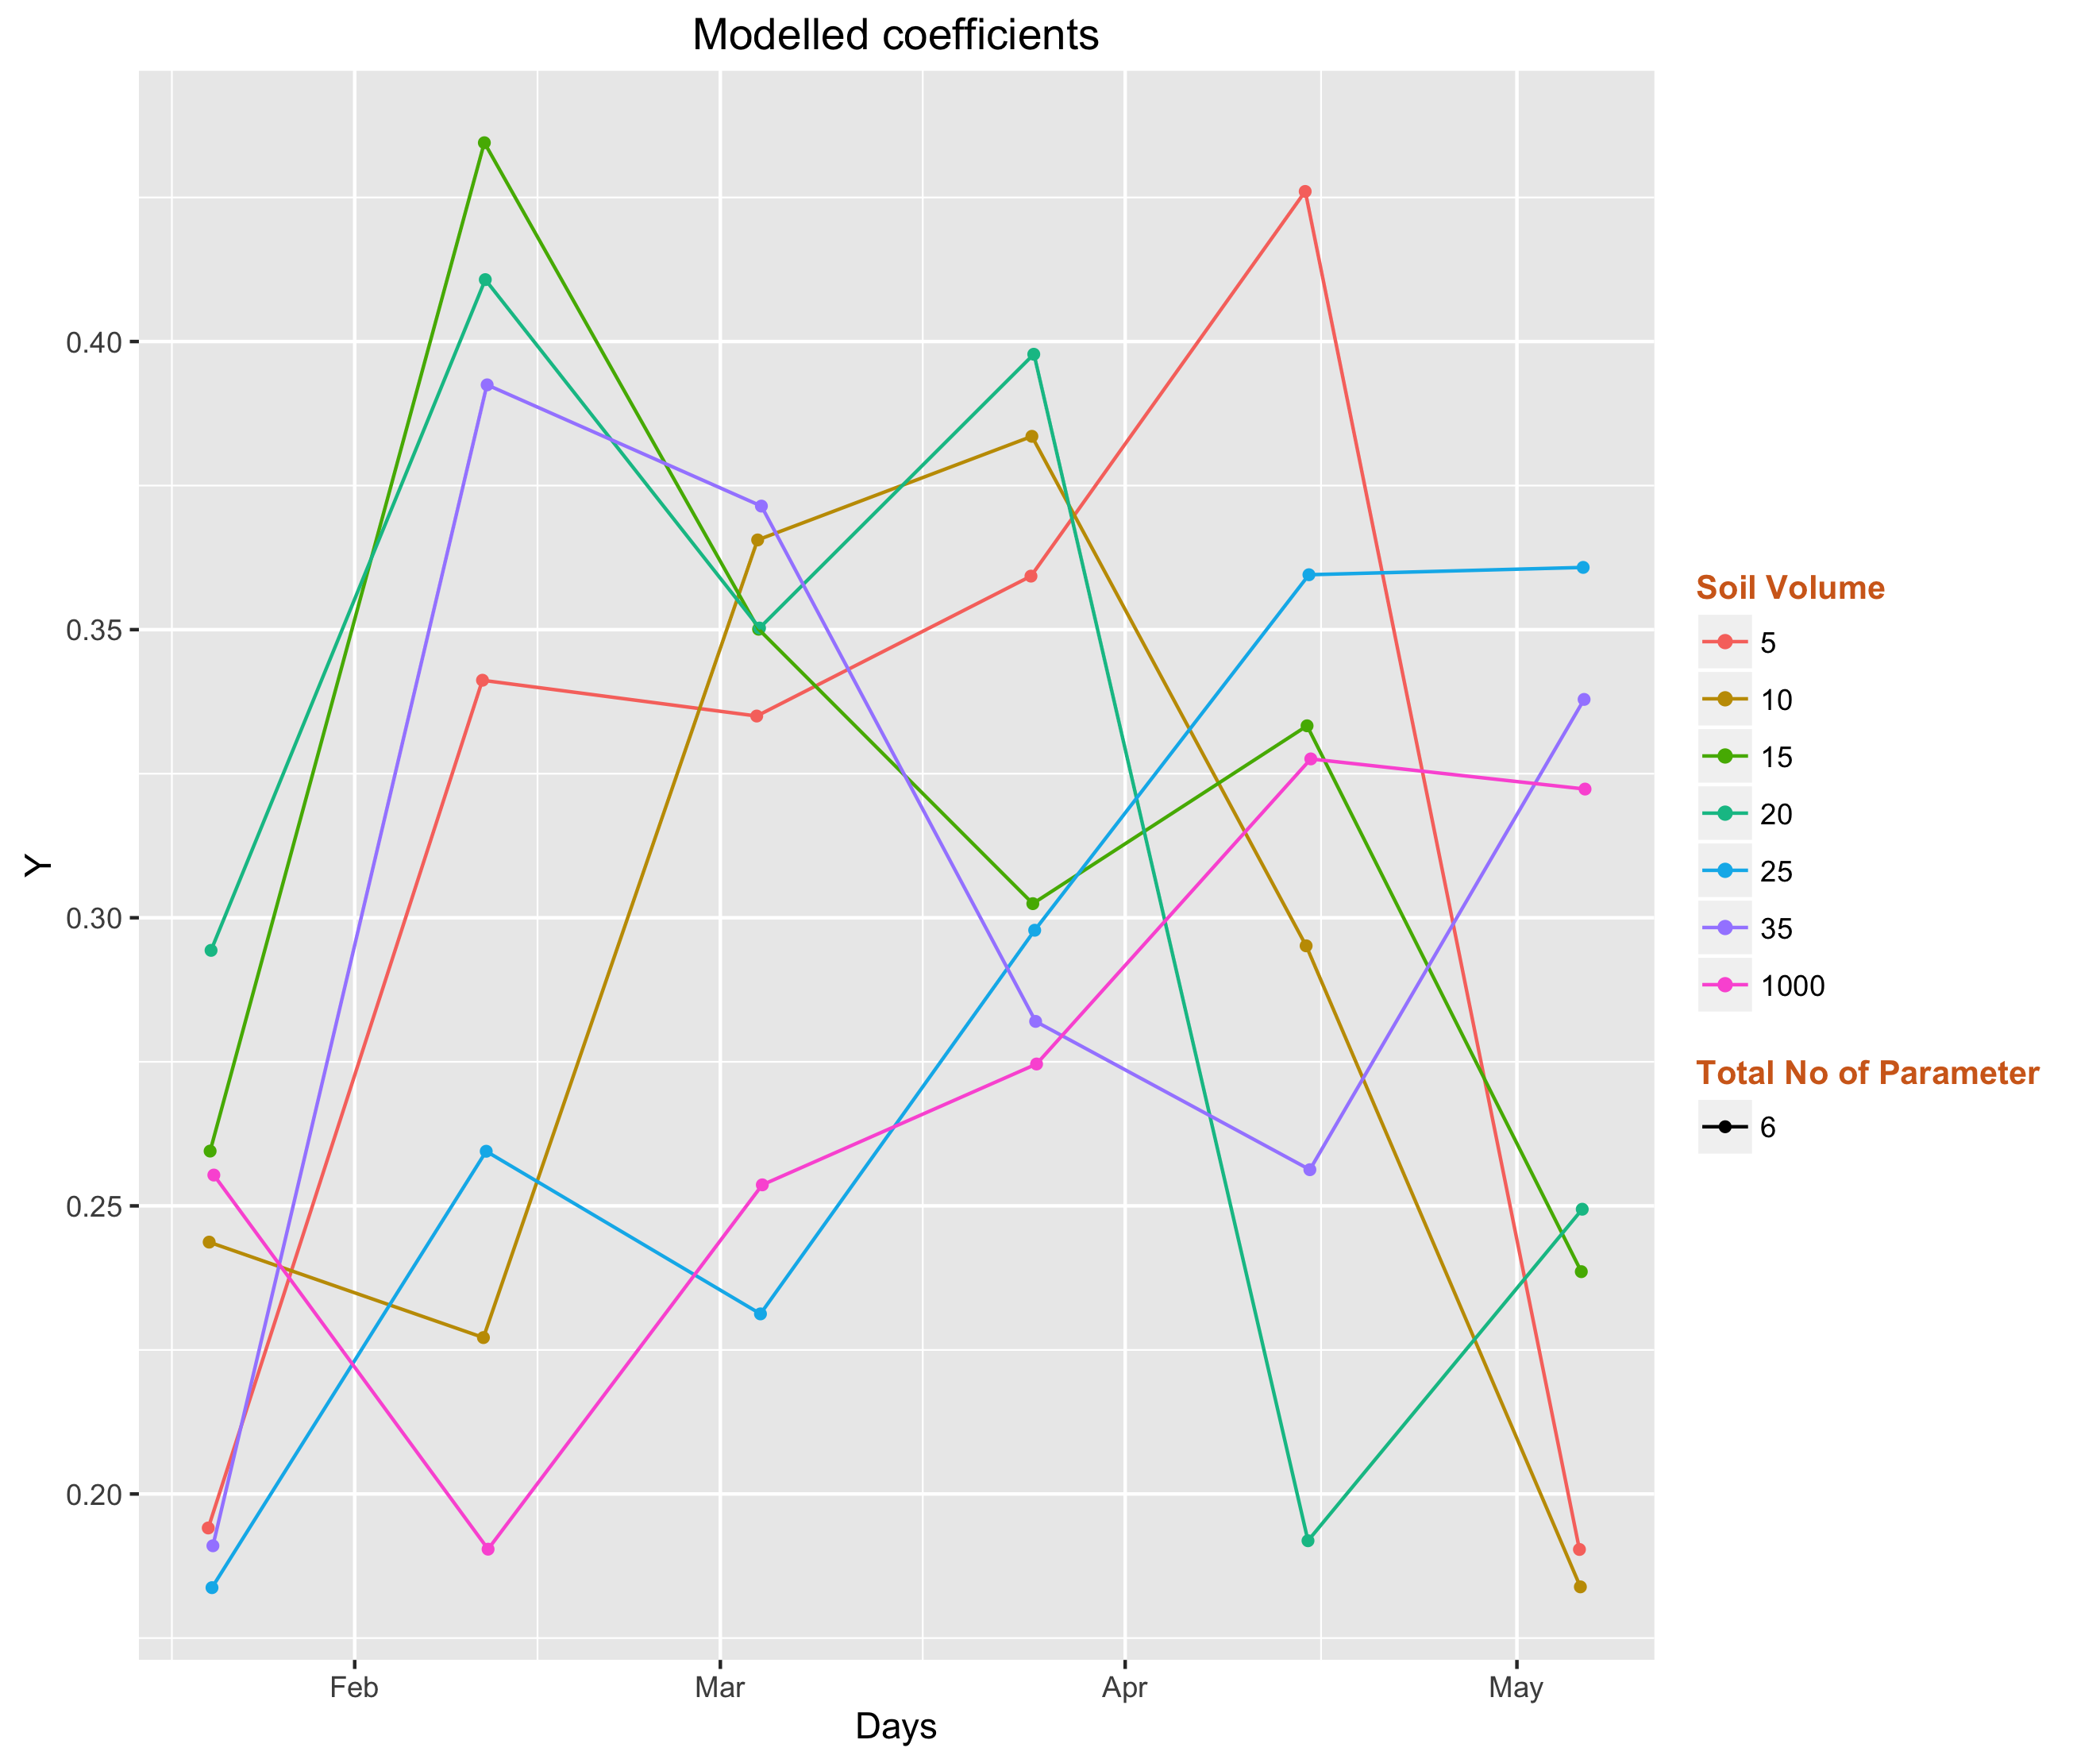 Modelled coefficients
0.40
0.35
0.30
0.25
0.20
Y
Feb Mar Apr May
Days
Soil Volume
5
10
15
20
25
35
1000
Total No of Parameter
6